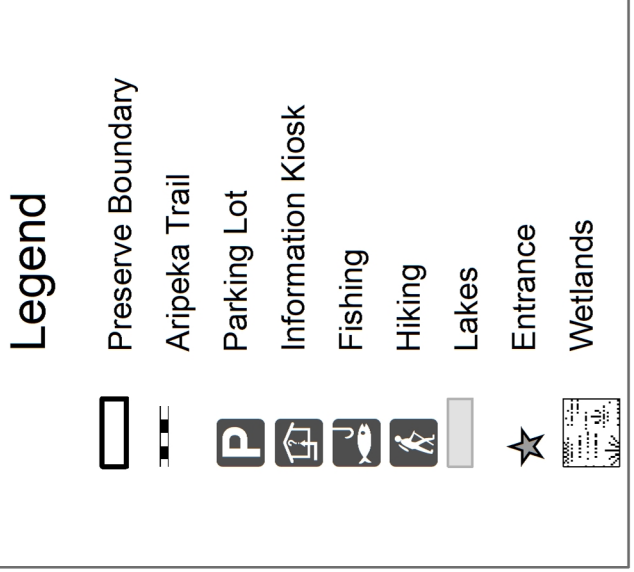 Legend
Preserve Boundary
Aripeka Trail
P Parking Lot
Information Kiosk
Fishing
Hiking
Lakes
Entrance
Wetlands